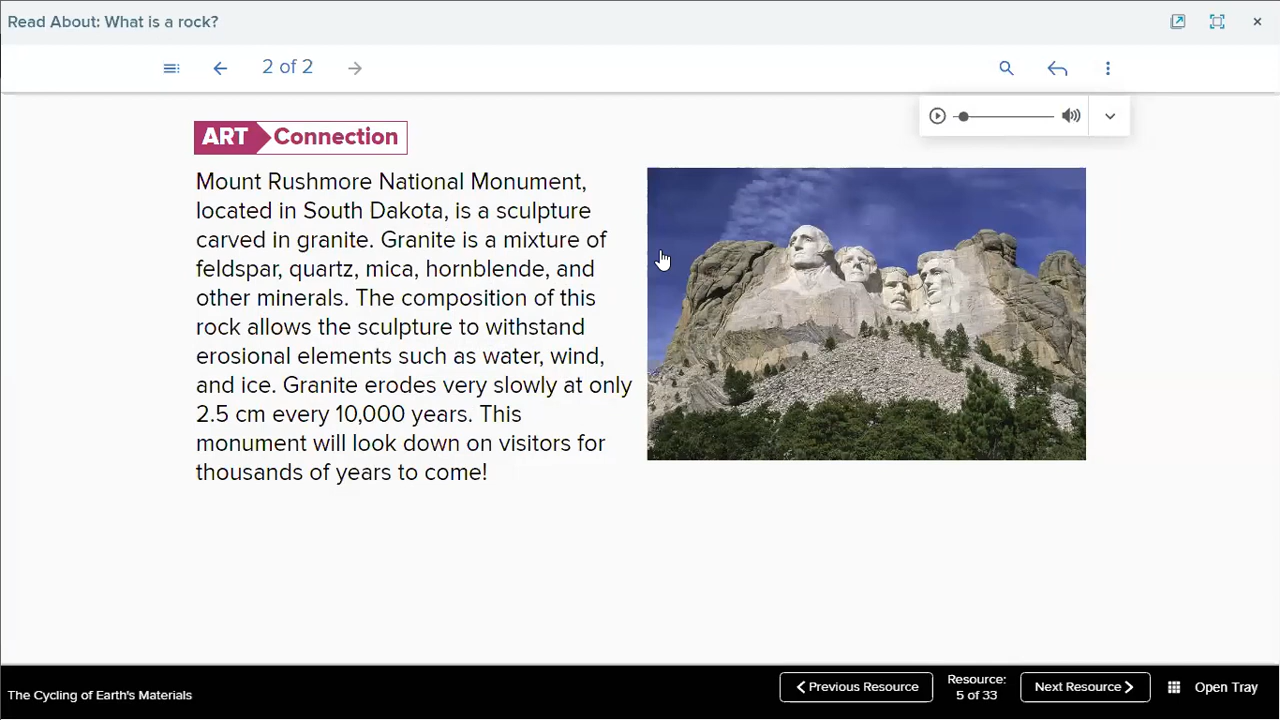 Read About: What is a rock?
2 of 2
ART Connection
Mount Rushmore National Monument,
located in South Dakota, is a sculpture
carved in granite. Granite is a mixture of
feldspar, quartz, mica, hornblende, and
other minerals. The composition of this
rock allows the sculpture to withstand
erosional elements such as water, wind,
and ice. Granite erodes very slowly at only
2.5 cm every 10,000 years. This
monument will look down on visitors for
thousands of years to come!
The Cycling of Earth's Materials
Previous Resource
Resource:
5 of 33
Next Resource
Open Tray